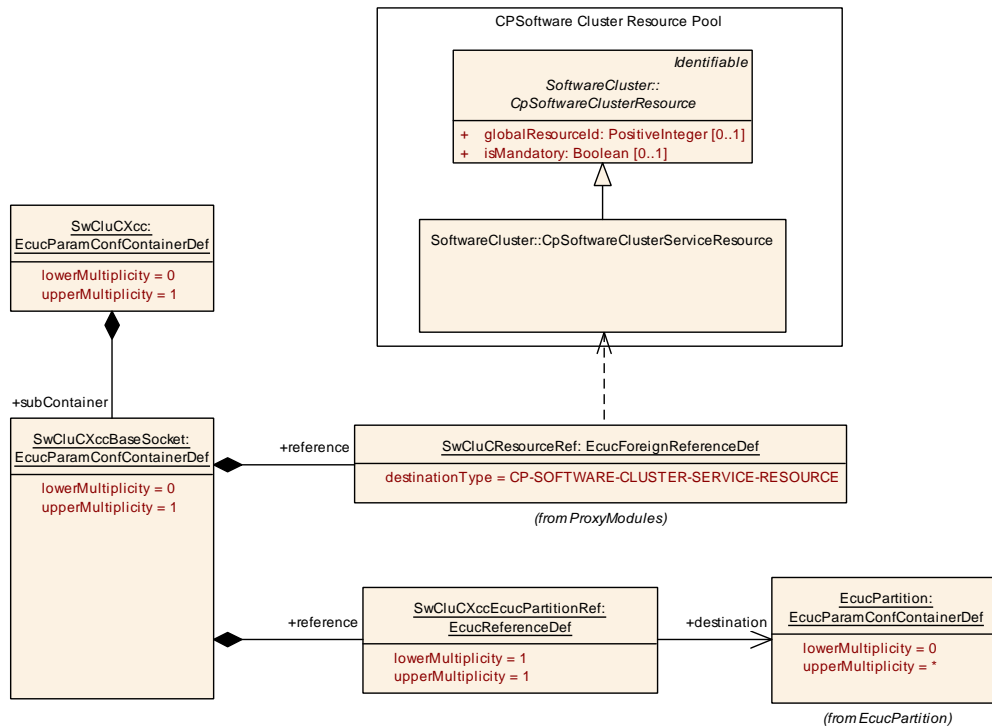 CPSoftware Cluster Resource Pool
Identifiable
SoftwareCluster::
CpSoftwareClusterResource
+ globalResourceId: PositiveInteger [0..1]
+ isMandatory: Boolean [0..1]
SwCluCXcc:
EcucParamConfContainerDef
lowerMultiplicity = 0
upperMultiplicity = 1
SoftwareCluster::CpSoftwareClusterServiceResource
+subContainer
SwCluCXccBaseSocket:
EcucParamConfContainerDef
lowerMultiplicity = 0
upperMultiplicity = 1
+reference
SwCluCResourceRef: EcucForeignReferenceDef
destinationType = CP-SOFTWARE-CLUSTER-SERVICE-RESOURCE
(from ProxyModules)
+reference
SwCluCXccEcucPartitionRef:
EcucReferenceDef
lowerMultiplicity = 1
upperMultiplicity = 1
+destination
EcucPartition:
EcucParamConfContainerDef
lowerMultiplicity = 0
upperMultiplicity = *
(from EcucPartition)